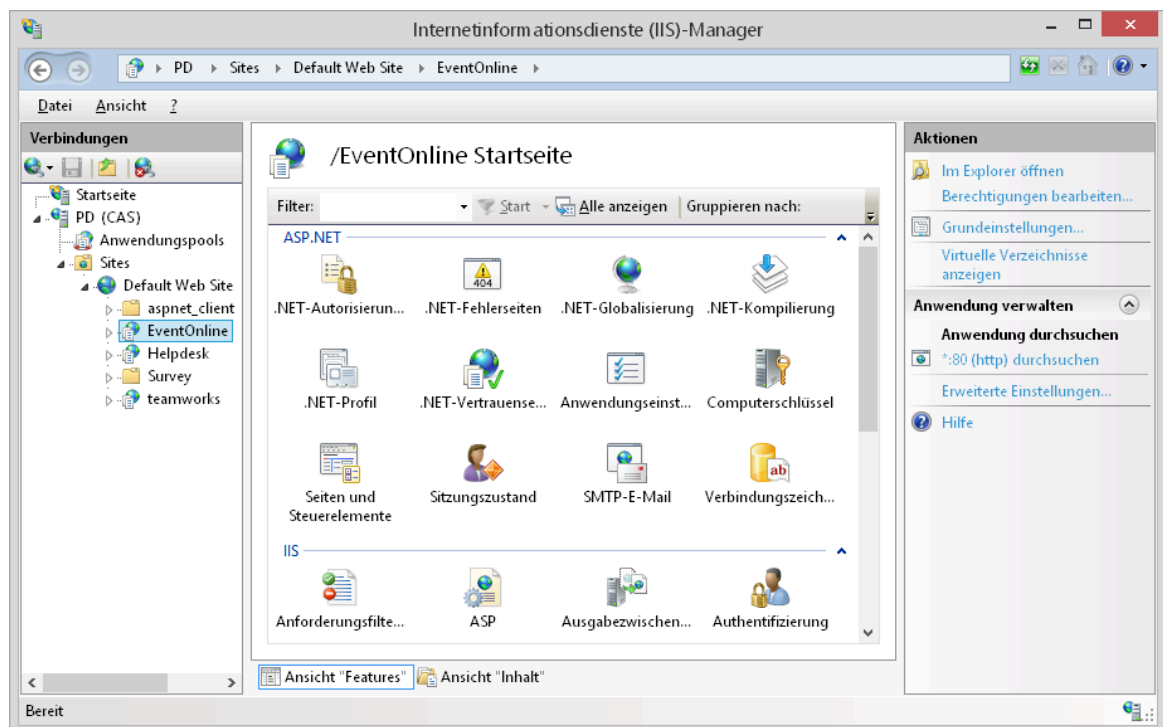 Internetinformationsdienste (IIS)-Manager
PD Sites Default Web Site EventOnline
Datei Ansicht ?
Verbindungen
Startseite
PD (CAS)
Anwendungspools
Sites
Default Web Site
aspnet_client
EventOnline
Helpdesk
Survey
teamworks
/EventOnline Startseite
Filter: Start Alle anzeigen Gruppieren nach:
ASP.NET
.NET-Autorisierun... .NET-Fehlerseiten .NET-Globalisierung .NET-Kompilierung
404
.NET-Profil .NET-Vertrauense... Anwendungseinst... Computerschlüssel
ab
Seiten und Steuerelemente Sitzungszustand SMTP-E-Mail Verbindungszeich...
IIS
Anforderungsfilte... ASP Ausgabezwischen... Authentifizierung
Ansicht "Features" Ansicht "Inhalt"
Aktionen
Im Explorer öffnen
Berechtigungen bearbeiten...
Grundeinstellungen...
Virtuelle Verzeichnisse
anzeigen
Anwendung verwalten
Anwendung durchsuchen
*:80 (http) durchsuchen
Erweiterte Einstellungen...
Hilfe
Bereit